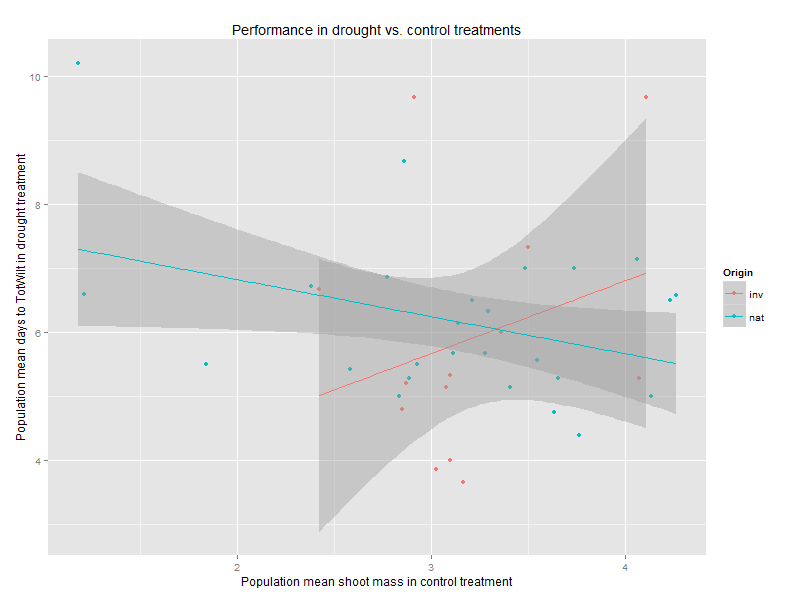 Performance in drought vs. control treatments
Population mean days to TotWilt in drought treatment
10
8
6
4
2
3
4
Population mean shoot mass in control treatment
Origin
inv
nat